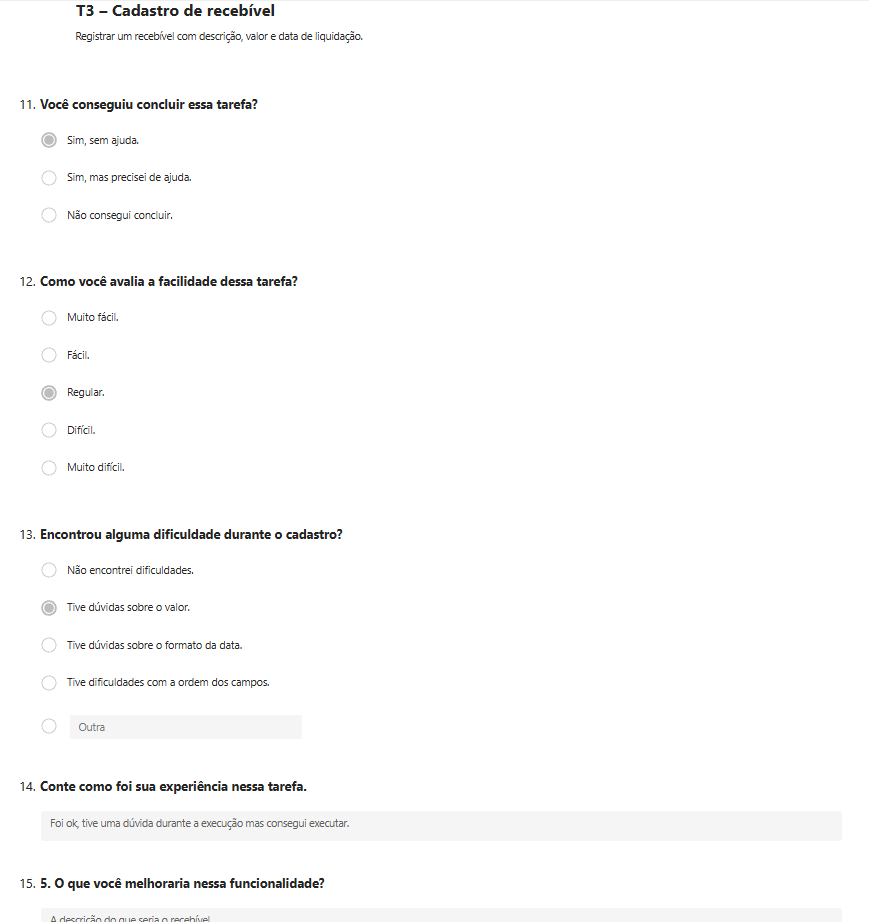 T3 – Cadastro de recebível
Registrar um recebível com descrição, valor e data de liquidação.
11. Você conseguiu concluir essa tarefa?
Sim, sem ajuda.
Sim, mas precisei de ajuda.
Não consegui concluir.
12. Como você avalia a facilidade dessa tarefa?
Muito fácil.
Fácil.
Regular.
Difícil.
Muito difícil.
13. Encontrou alguma dificuldade durante o cadastro?
Não encontrei dificuldades.
Tive dúvidas sobre o valor.
Tive dúvidas sobre o formato da data.
Tive dificuldades com a ordem dos campos.
Outra
14. Conte como foi sua experiência nessa tarefa.
Foi ok, tive uma dúvida durante a execução mas consegui executar.
15. 5. O que você melhoraria nessa funcionalidade?
A descrição do que seria o recebível